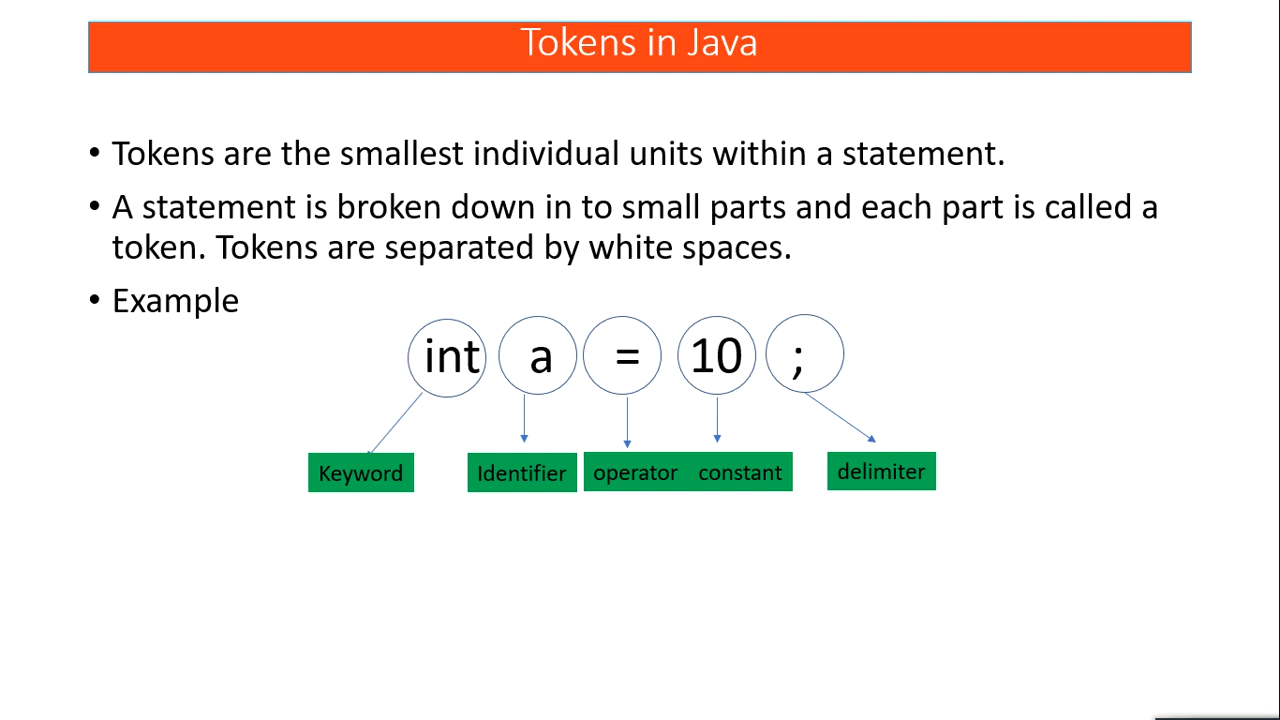 Tokens in Java
• Tokens are the smallest individual units within a statement.
• A statement is broken down in to small parts and each part is called a
token. Tokens are separated by white spaces.
• Example
int a = 10 ;
Keyword Identifier operator constant delimiter